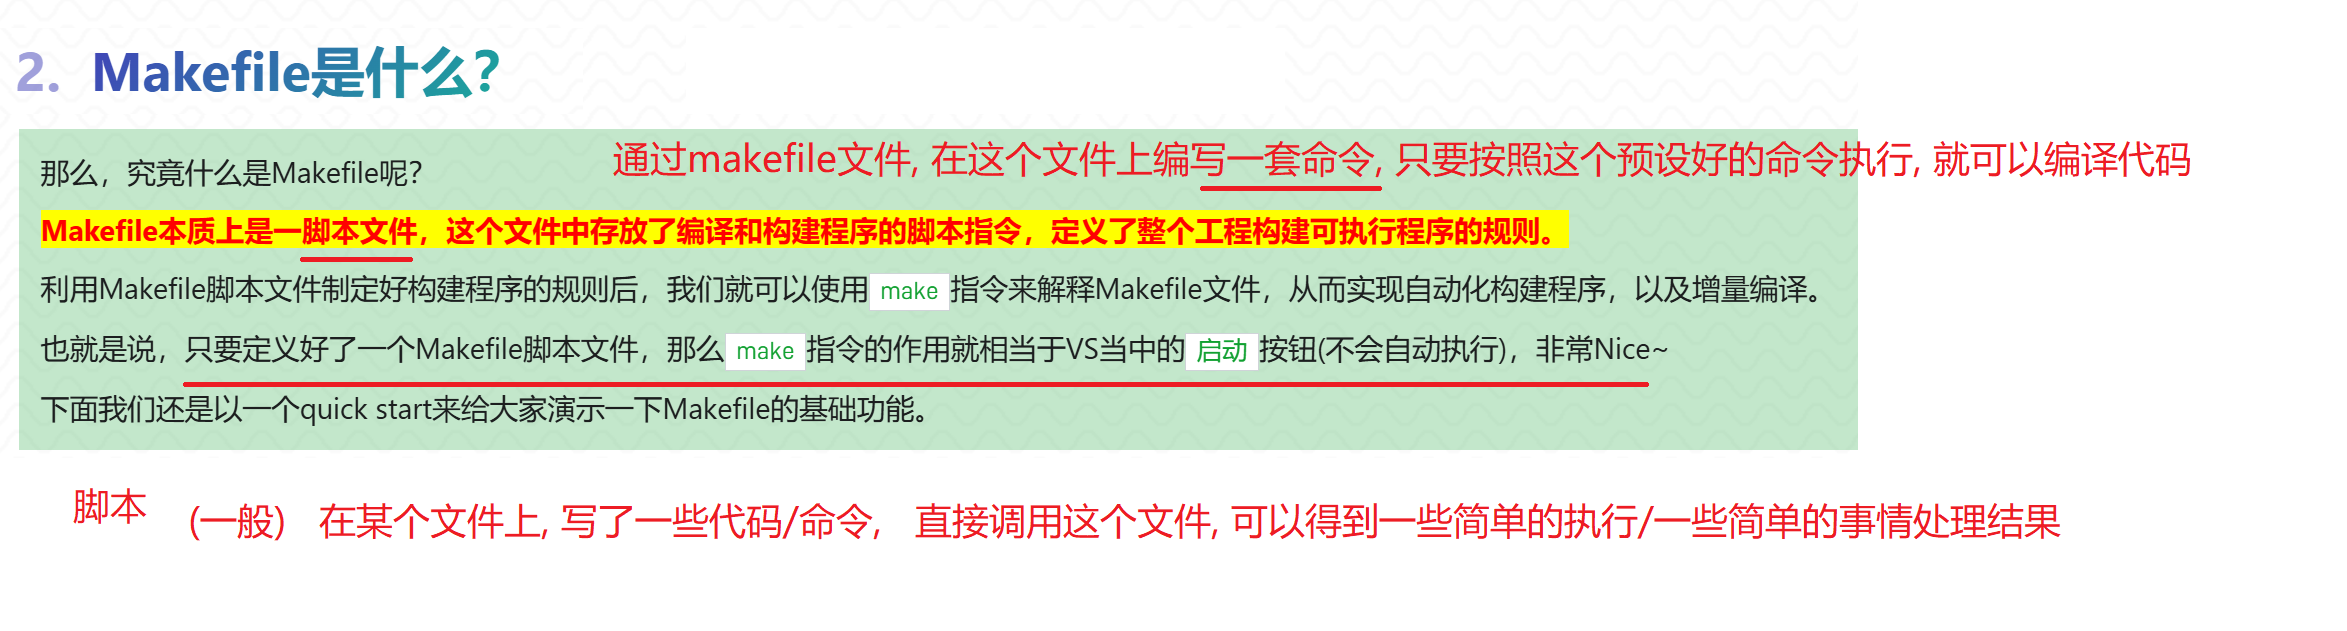 2. Makefile是什么？
那么，究竟什么是Makefile呢？
通过makefile文件, 在这个文件上编写一套命令, 只要按照这个预设好的命令执行, 就可以编译代码
Makefile本质上是一脚本文件，这个文件中存放了编译和构建程序的脚本指令，定义了整个工程构建可执行程序的规则。
利用Makefile脚本文件制定好构建程序的规则后，我们就可以使用 make 指令来解释Makefile文件，从而实现自动化构建程序，以及增量编译。
也就是说，只要定义好了一个Makefile脚本文件，那么 make 指令的作用就相当于VS当中的 启动 按钮(不会自动执行)，非常Nice~
下面我们还是以一个quick start来给大家演示一下Makefile的基础功能。
脚本 (一般) 在某个文件上, 写了一些代码/命令, 直接调用这个文件, 可以得到一些简单的执行/一些简单的事情处理结果